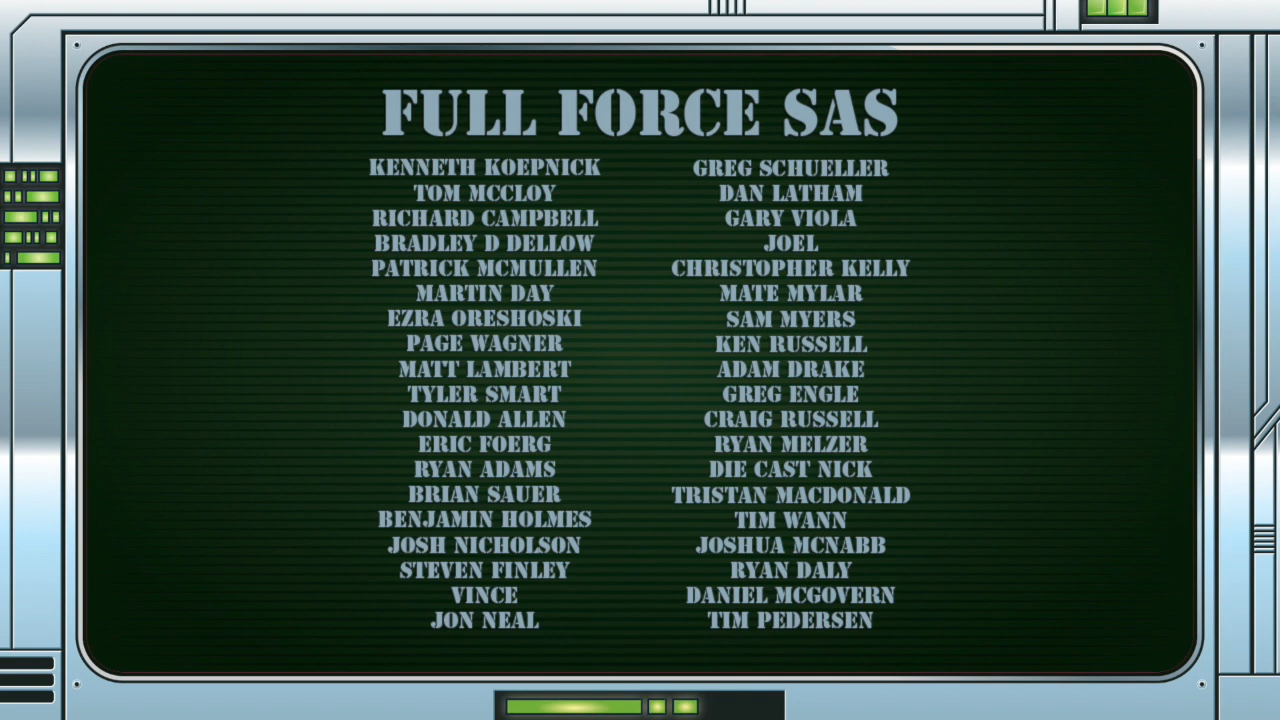 FULL FORCE SAS
KENNETH KOEPNICK
TOM MCCLOY
RICHARD CAMPBELL
BRADLEY D DELLOW
PATRICK MCMULLEN
MARTIN DAY
EZRA ORESHOSKI
PAGE WAGNER
MATT LAMBERT
TYLER SMART
DONALD ALLEN
ERIC FOERG
RYAN ADAMS
BRIAN SAUER
BENJAMIN HOLMES
JOSH NICHOLSON
STEVEN FINLEY
VINCE
JON NEAL
GREG SCHUELLER
DAN LATHAM
GARY VIOLA
JOEL
CHRISTOPHER KELLY
MATE MYLAR
SAM MYERS
KEN RUSSELL
ADAM DRAKE
GREG ENGLE
CRAIG RUSSELL
RYAN MELZER
DIE CAST NICK
TRISTAN MACDONALD
TIM WANN
JOSHUA MCNABB
RYAN DALY
DANIEL MCGOVERN
TIM PEDERSEN